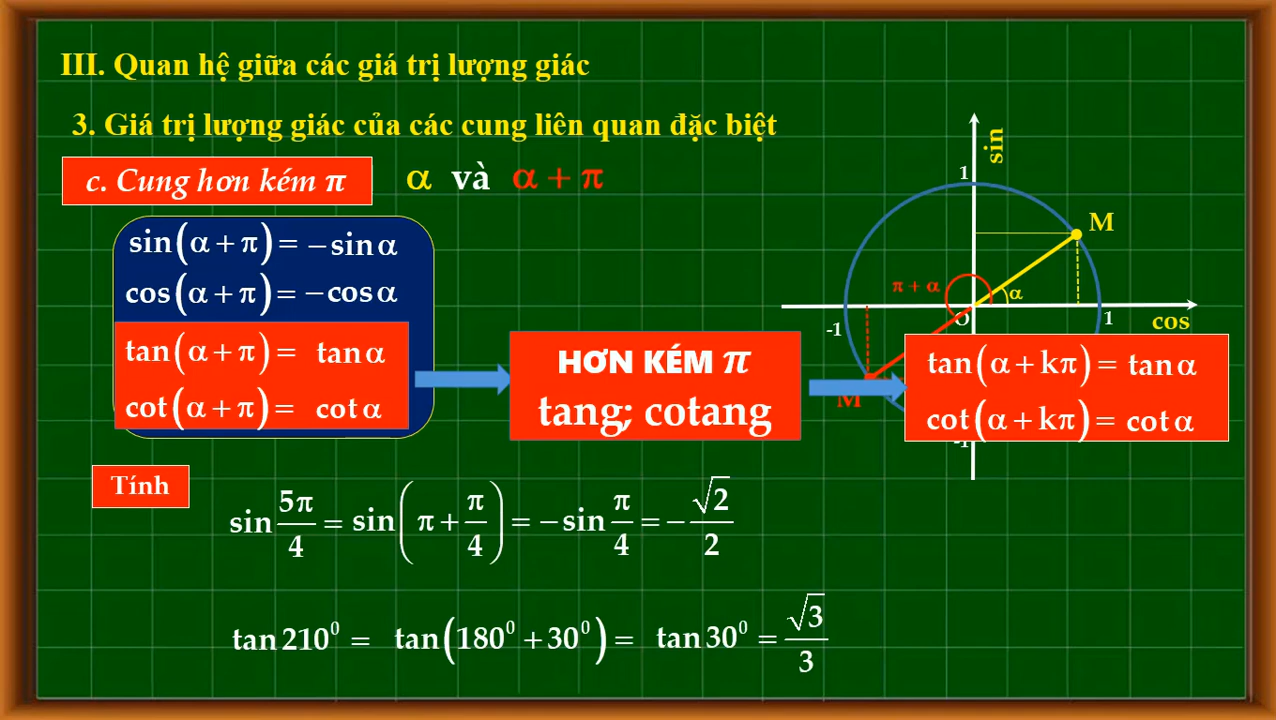 III. Quan hệ giữa các giá trị lượng giác
3. Giá trị lượng giác của các cung liên quan đặc biệt
c. Cung hơn kém π
α và α + π
sin(α + π) = −sin α
cos(α + π) = −cos α
tan(α + π) = tan α
cot(α + π) = cot α
HƠN KÉM π
tang; cotang
tan(α + kπ) = tan α
cot(α + kπ) = cot α
sin
1
M
π + α
α
-1
O
1
cos
M
-1
Tính
sin 5π/4 = sin(π + π/4) = −sin π/4 = −√2/2
tan 210⁰ = tan(180⁰ + 30⁰) = tan 30⁰ = √3/3